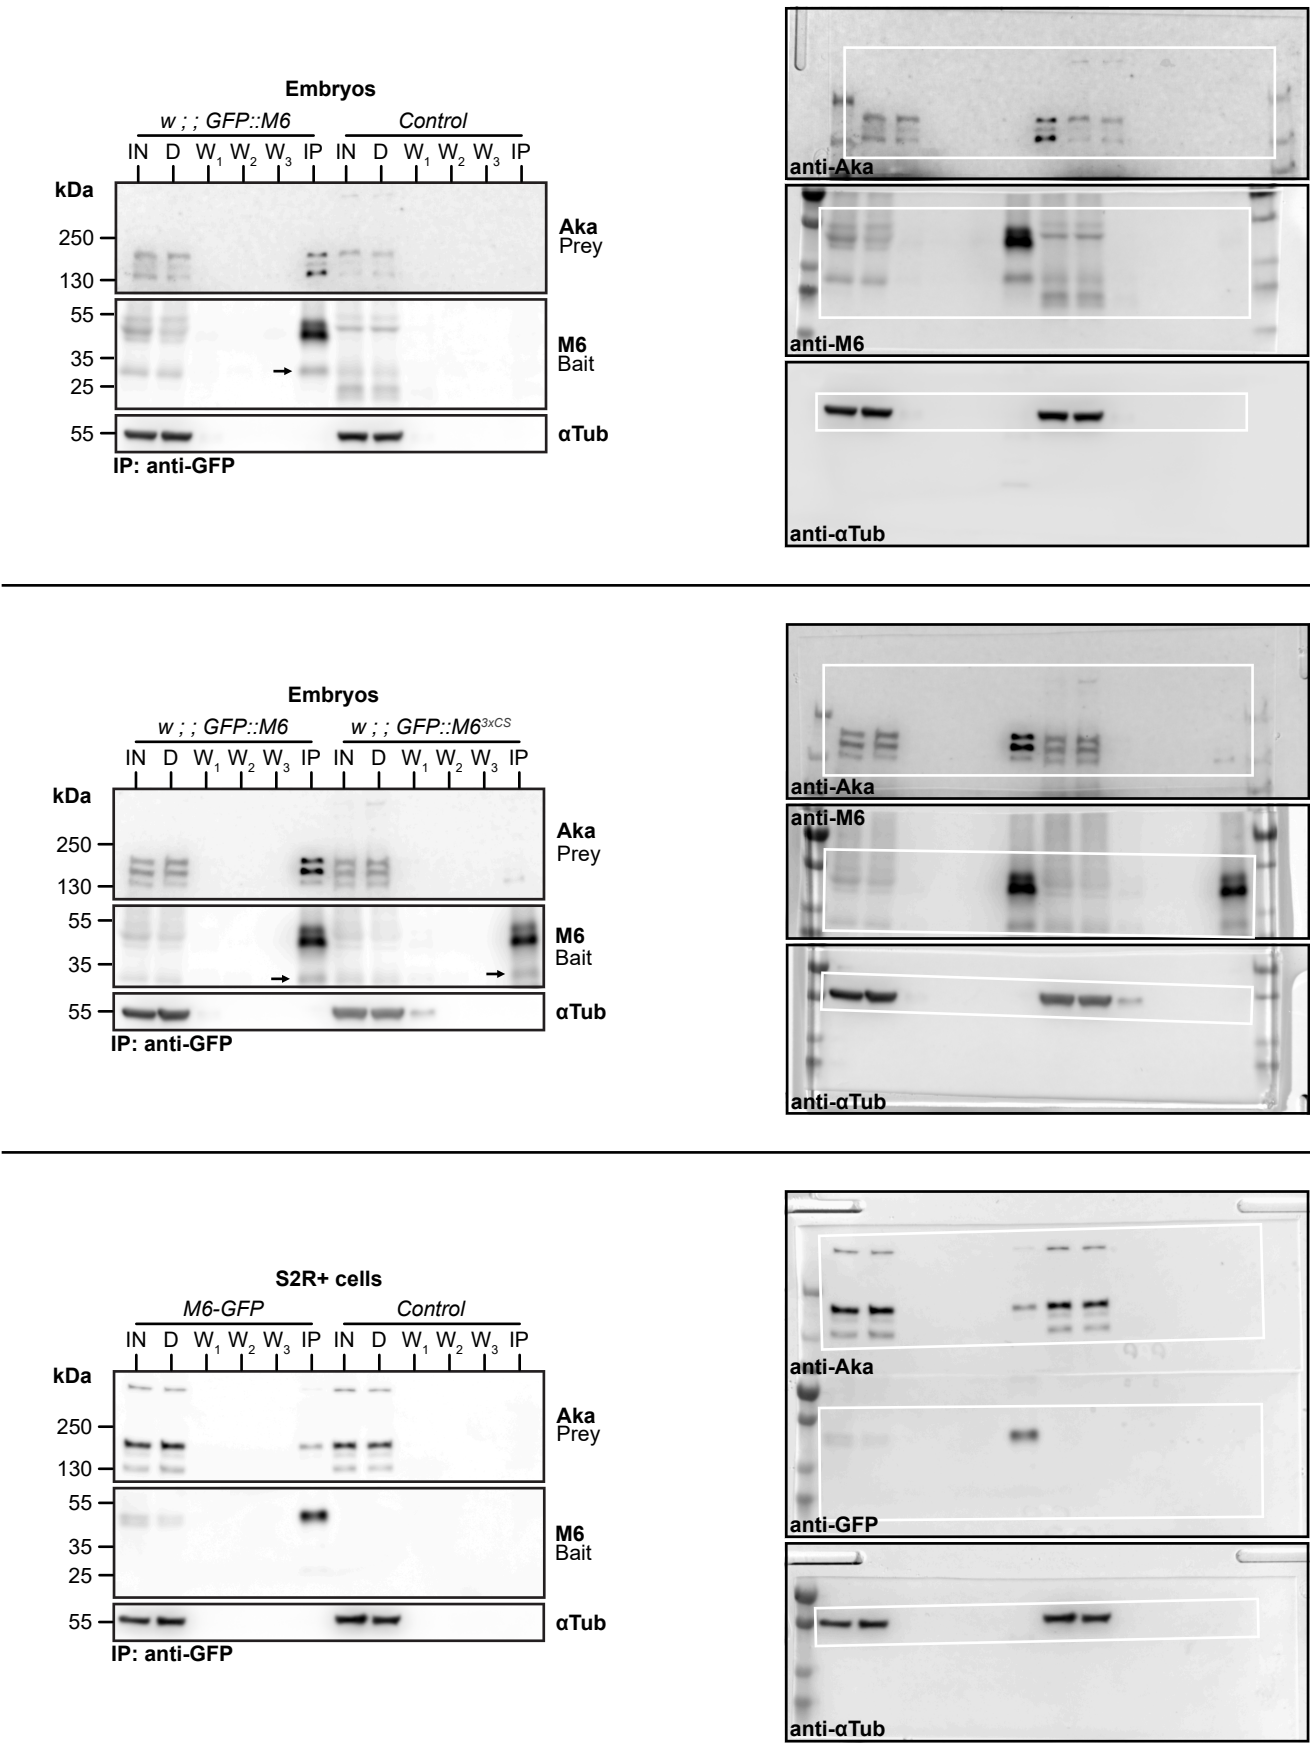 Embryos
w ; ; GFP::M6 Control
IN D W1 W2 W3 IP IN D W1 W2 W3 IP
kDa
250
130
Aka
Prey
55
35
25
M6
Bait
55
αTub
IP: anti-GFP
anti-Aka
anti-M6
anti-αTub
Embryos
w ; ; GFP::M6 w ; ; GFP::M63xCS
IN D W1 W2 W3 IP IN D W1 W2 W3 IP
kDa
250
130
Aka
Prey
55
35
M6
Bait
55
αTub
IP: anti-GFP
anti-Aka
anti-M6
anti-αTub
S2R+ cells
M6-GFP Control
IN D W1 W2 W3 IP IN D W1 W2 W3 IP
kDa
250
130
Aka
Prey
55
35
25
M6
Bait
55
αTub
IP: anti-GFP
anti-Aka
anti-GFP
anti-αTub